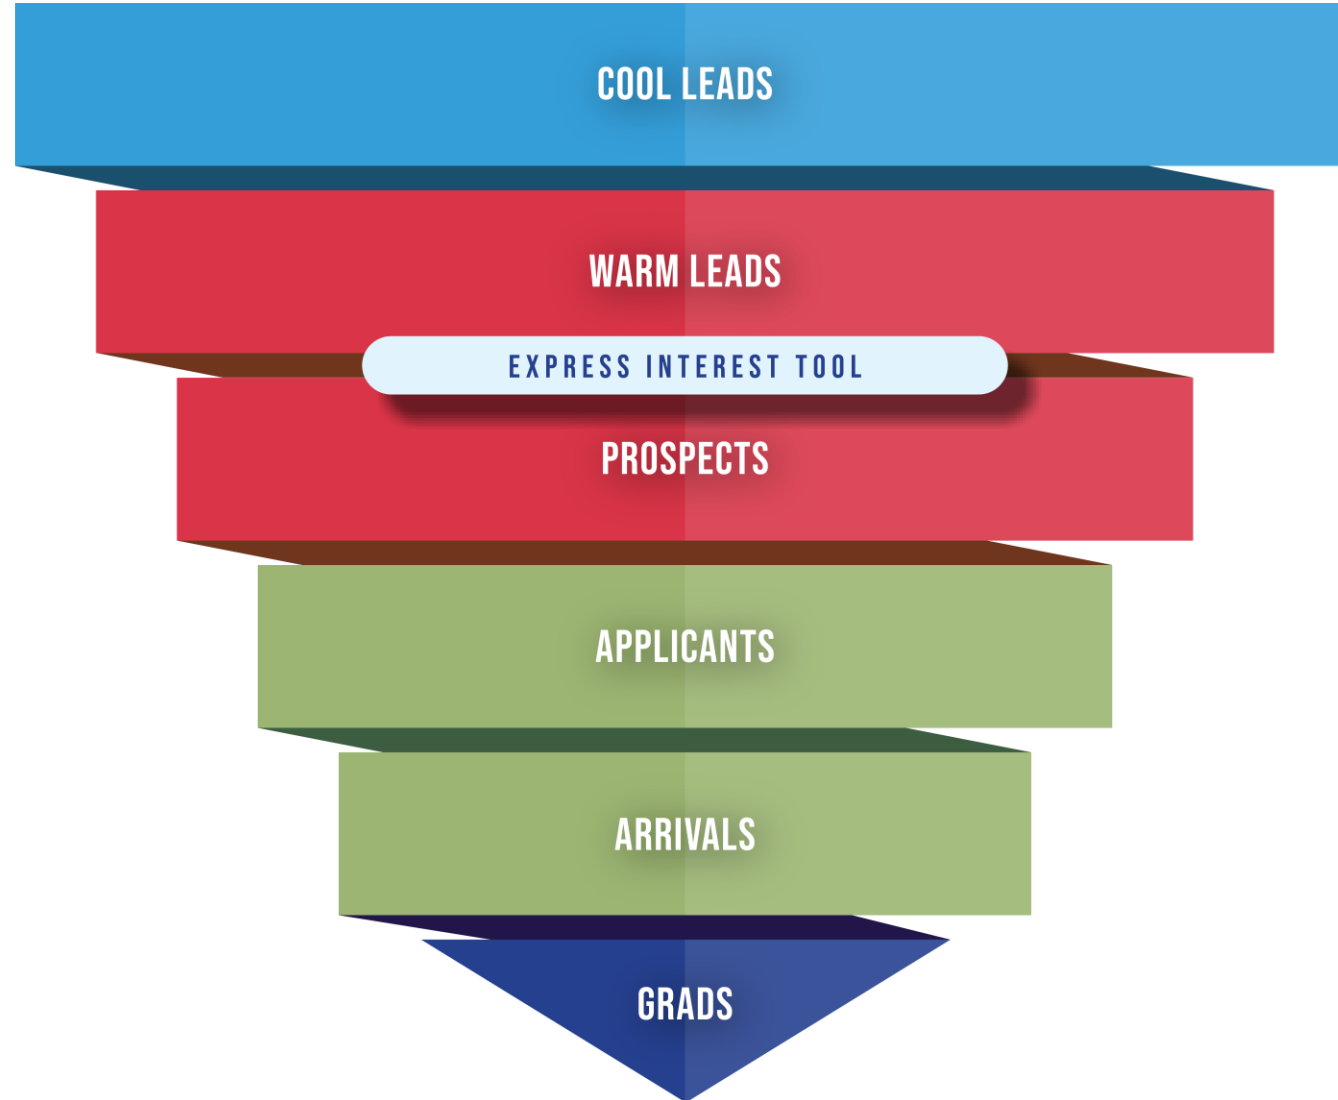 COOL LEADS
WARM LEADS
EXPRESS INTEREST TOOL
PROSPECTS
APPLICANTS
ARRIVALS
GRADS